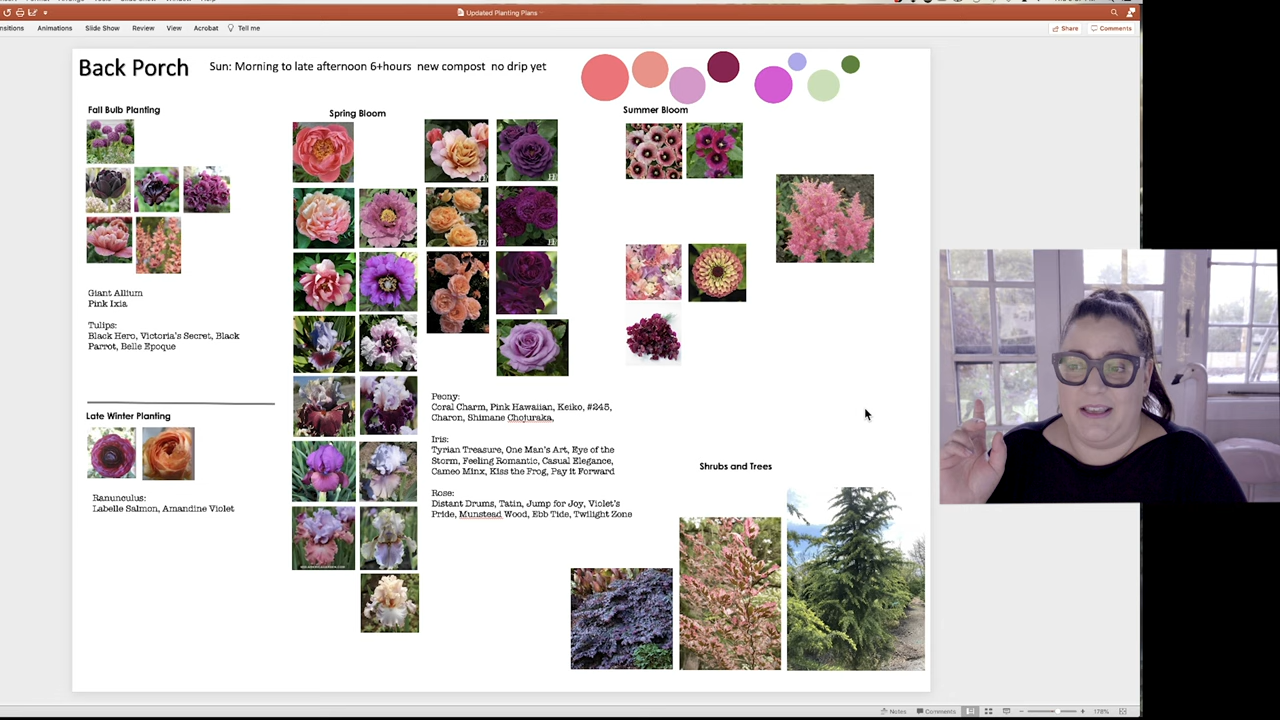 Updated Planting Plans
nsitions Animations Slide Show Review View Acrobat Tell me Share Comments
Back Porch
Sun: Morning to late afternoon 6+hours new compost no drip yet
Fall Bulb Planting
Giant Allium
Pink Ixia
Tulips:
Black Hero, Victoria's Secret, Black
Parrot, Belle Epoque
Late Winter Planting
Ranunculus:
Labelle Salmon, Amandine Violet
Spring Bloom
Peony:
Coral Charm, Pink Hawaiian, Keiko, #245,
Charon, Shimane Chojuraka,
Iris:
Tyrian Treasure, One Man's Art, Eye of the
Storm, Feeling Romantic, Casual Elegance,
Cameo Minx, Kiss the Frog, Pay it Forward
Rose:
Distant Drums, Tatin, Jump for Joy, Violet's
Pride, Munstead Wood, Ebb Tide, Twilight Zone
Summer Bloom
Shrubs and Trees
Notes Comments 178%